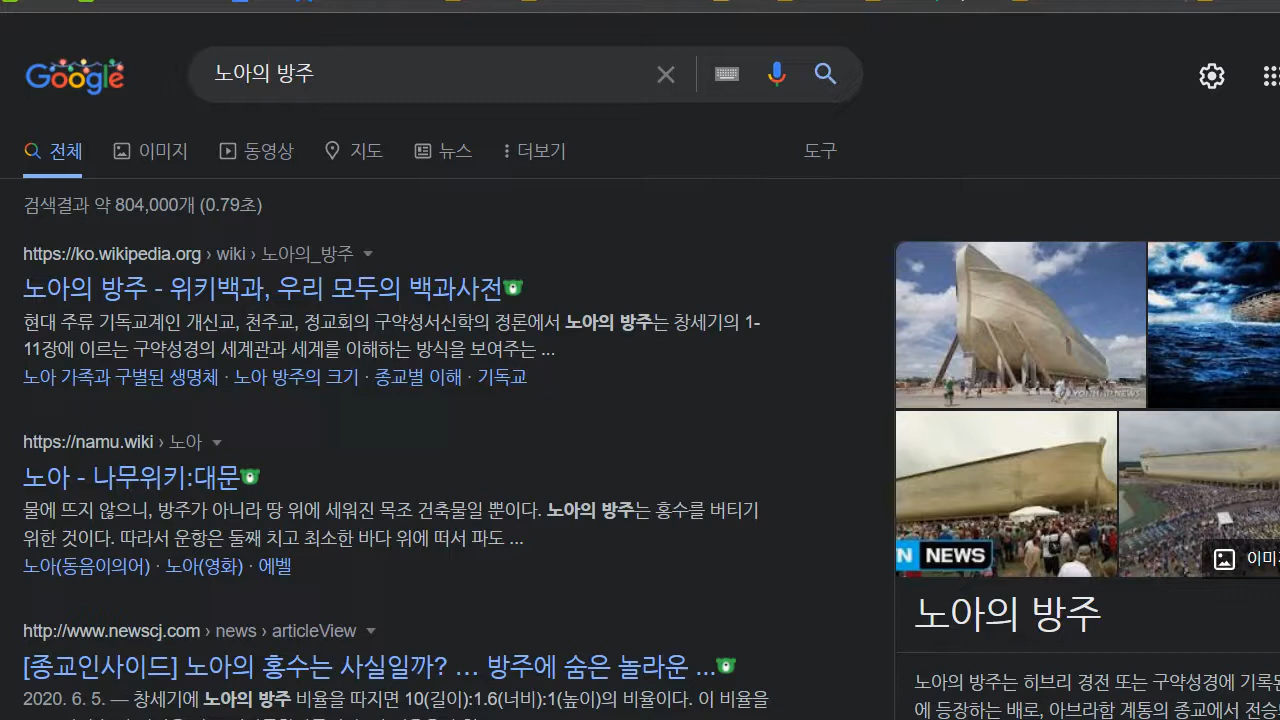 Google
노아의 방주
전체
이미지
동영상
지도
뉴스
더보기
도구
검색결과 약 804,000개 (0.79초)
https://ko.wikipedia.org › wiki › 노아의_방주
노아의 방주 - 위키백과, 우리 모두의 백과사전
현대 주류 기독교계인 개신교, 천주교, 정교회의 구약성서신학의 정론에서 노아의 방주는 창세기의 1-
11장에 이르는 구약성경의 세계관과 세계를 이해하는 방식을 보여주는 ...
노아 가족과 구별된 생명체 · 노아 방주의 크기 · 종교별 이해 · 기독교
https://namu.wiki › 노아
노아 - 나무위키:대문
물에 뜨지 않으니, 방주가 아니라 땅 위에 세워진 목조 건축물일 뿐이다. 노아의 방주는 홍수를 버티기
위한 것이다. 따라서 운항은 둘째 치고 최소한 바다 위에 떠서 파도 ...
노아(동음이의어) · 노아(영화) · 에벨
http://www.newscj.com › news › articleView
[종교인사이드] 노아의 홍수는 사실일까? … 방주에 숨은 놀라운 ...
2020. 6. 5. — 창세기에 노아의 방주 비율을 따지면 10(길이):1.6(너비):1(높이)의 비율이다. 이 비율을
YONHAP NEWS
N NEWS
이미
노아의 방주
노아의 방주는 히브리 경전 또는 구약성경에 기록된
에 등장하는 배로, 아브라함 계통의 종교에서 전승